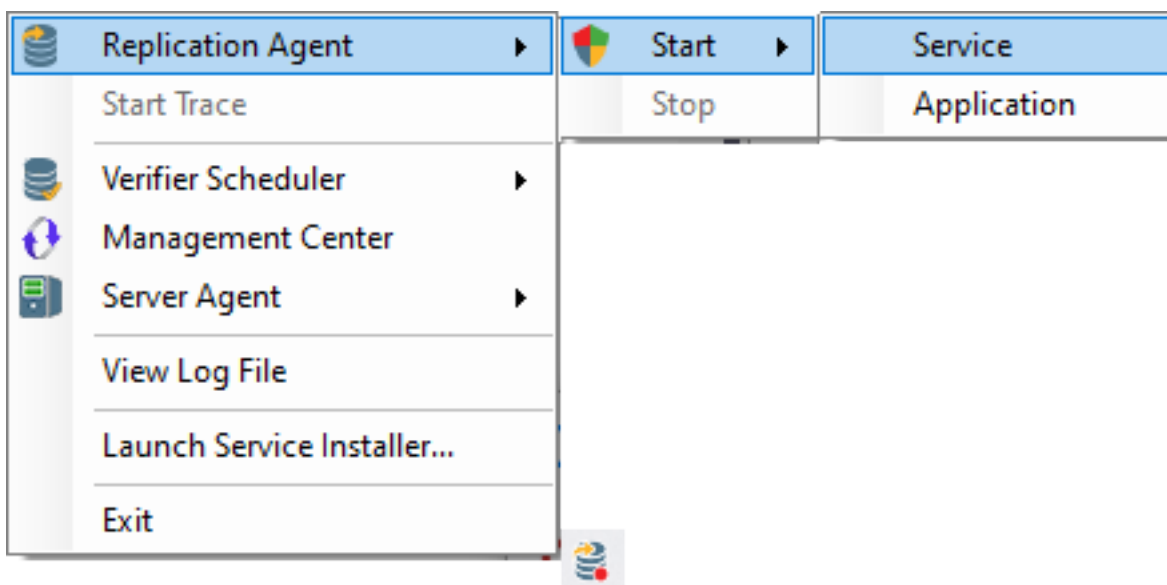 Replication Agent
Start
Service
Start Trace
Stop
Application
Verifier Scheduler
Management Center
Server Agent
View Log File
Launch Service Installer...
Exit